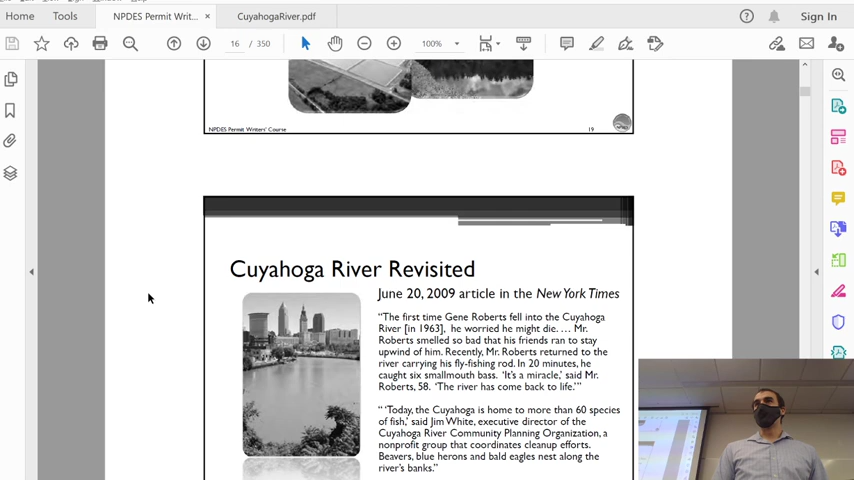 Home
Tools
NPDES Permit Writ...
×
CuyahogaRiver.pdf
Sign In
16 / 350
100%
NPDES Permit Writers' Course
19
Cuyahoga River Revisited
June 20, 2009 article in the New York Times
"The first time Gene Roberts fell into the Cuyahoga
River [in 1963], he worried he might die. … Mr.
Roberts smelled so bad that his friends ran to stay
upwind of him. Recently, Mr. Roberts returned to the
river carrying his fly-fishing rod. In 20 minutes, he
caught six smallmouth bass. 'It's a miracle,' said Mr.
Roberts, 58. 'The river has come back to life.'"
" 'Today, the Cuyahoga is home to more than 60 species
of fish,' said Jim White, executive director of the
Cuyahoga River Community Planning Organization, a
nonprofit group that coordinates cleanup efforts.
Beavers, blue herons and bald eagles nest along the
river's banks."